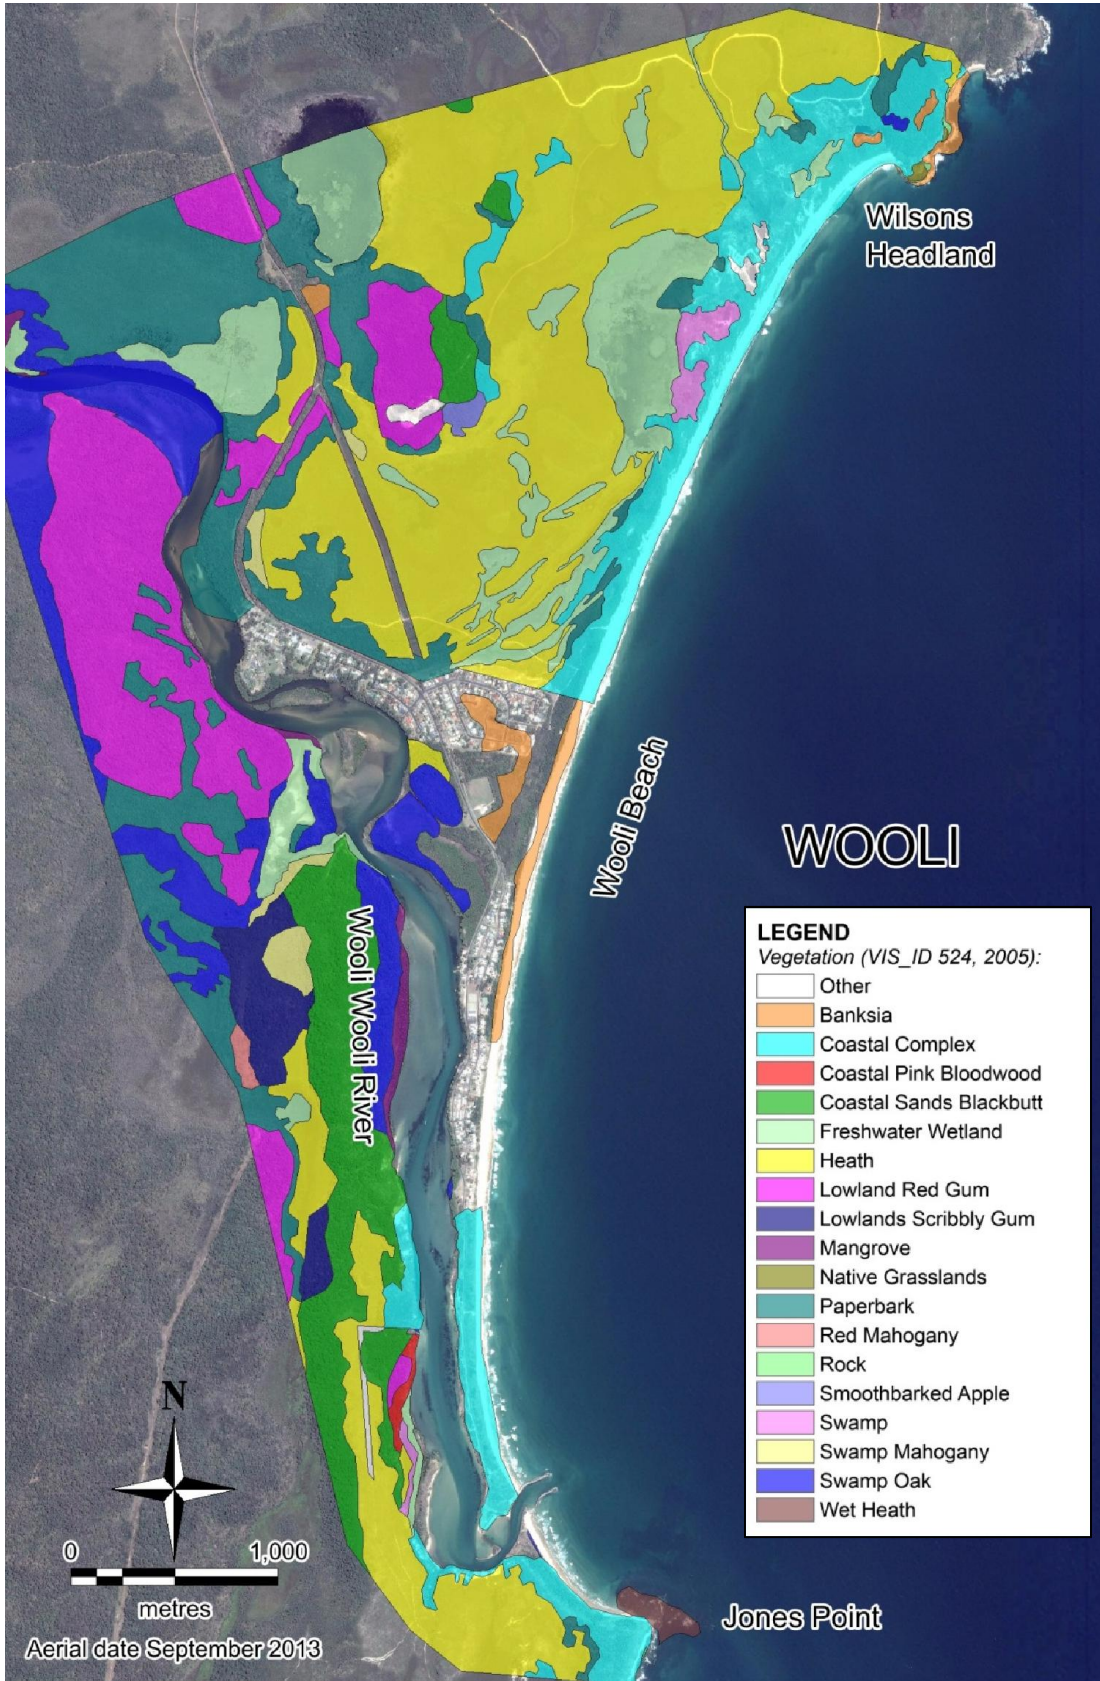 Wilsons
Headland
Wooli Beach
WOOLI
Wooli Wooli River
LEGEND
Vegetation (VIS_ID 524, 2005):
Other
Banksia
Coastal Complex
Coastal Pink Bloodwood
Coastal Sands Blackbutt
Freshwater Wetland
Heath
Lowland Red Gum
Lowlands Scribbly Gum
Mangrove
Native Grasslands
Paperbark
Red Mahogany
Rock
Smoothbarked Apple
Swamp
Swamp Mahogany
Swamp Oak
Wet Heath
N
0 1,000
metres
Jones Point
Aerial date September 2013